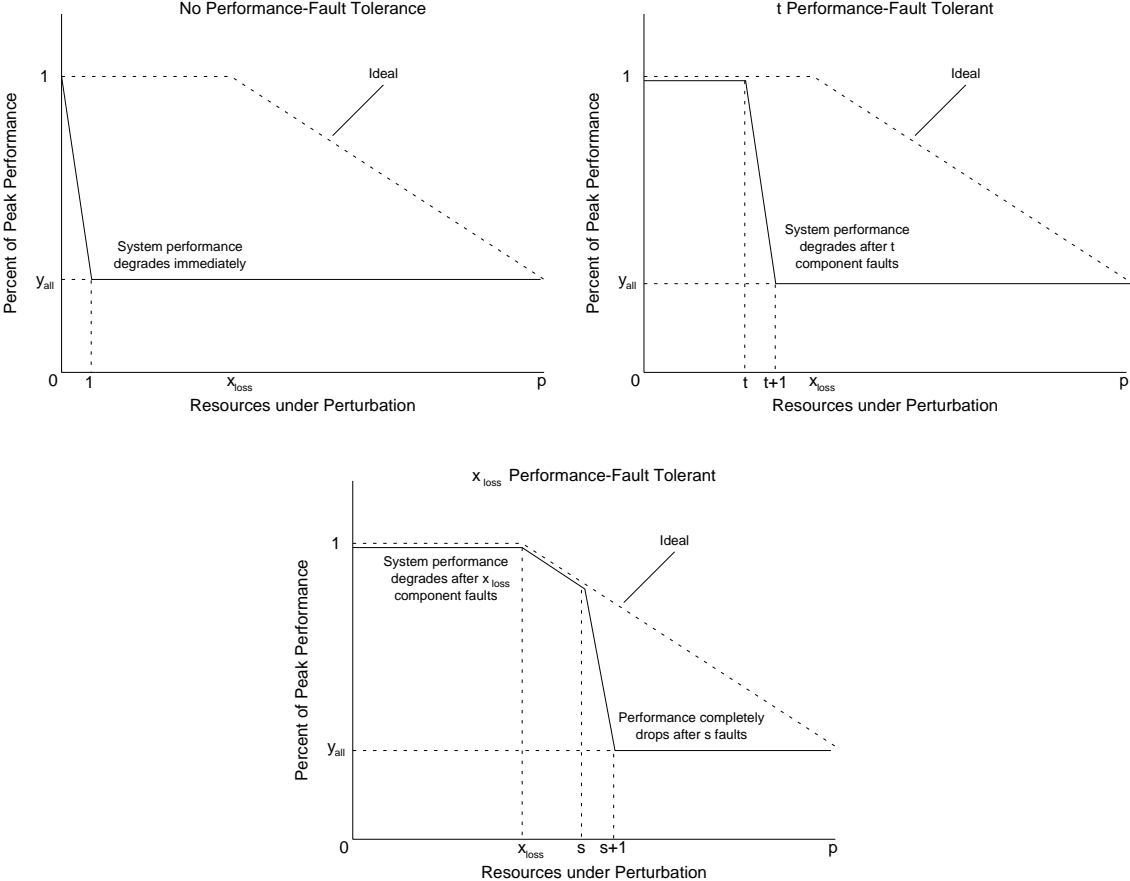 No Performance-Fault Tolerance
Percent of Peak Performance
1
Ideal
System performance
degrades immediately
y_all
0
1
x_loss
p
Resources under Perturbation
t Performance-Fault Tolerant
Percent of Peak Performance
1
Ideal
System performance
degrades after t
component faults
y_all
0
t
t+1
x_loss
p
Resources under Perturbation
x_loss Performance-Fault Tolerant
Percent of Peak Performance
1
Ideal
System performance
degrades after x_loss
component faults
Performance completely
drops after s faults
y_all
0
x_loss
s
s+1
p
Resources under Perturbation